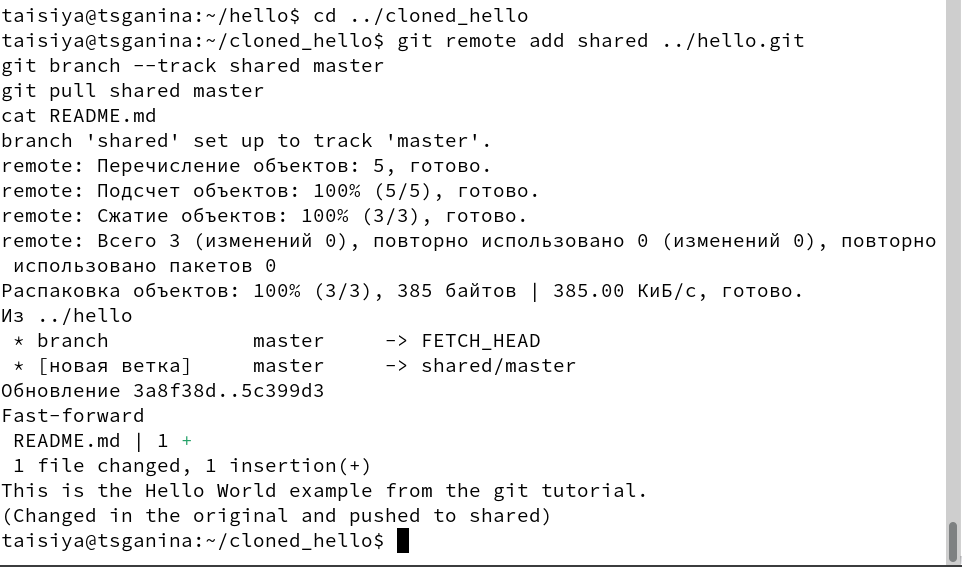 taisiya@tsganina:~/hello$ cd ../cloned_hello
taisiya@tsganina:~/cloned_hello$ git remote add shared ../hello.git
git branch --track shared master
git pull shared master
cat README.md
branch 'shared' set up to track 'master'.
remote: Перечисление объектов: 5, готово.
remote: Подсчет объектов: 100% (5/5), готово.
remote: Сжатие объектов: 100% (3/3), готово.
remote: Всего 3 (изменений 0), повторно использовано 0 (изменений 0), повторно
 использовано пакетов 0
Распаковка объектов: 100% (3/3), 385 байтов | 385.00 КиБ/с, готово.
Из ../hello
 * branch            master     -> FETCH_HEAD
 * [новая ветка]     master     -> shared/master
Обновление 3a8f38d..5c399d3
Fast-forward
 README.md | 1 +
 1 file changed, 1 insertion(+)
This is the Hello World example from the git tutorial.
(Changed in the original and pushed to shared)
taisiya@tsganina:~/cloned_hello$